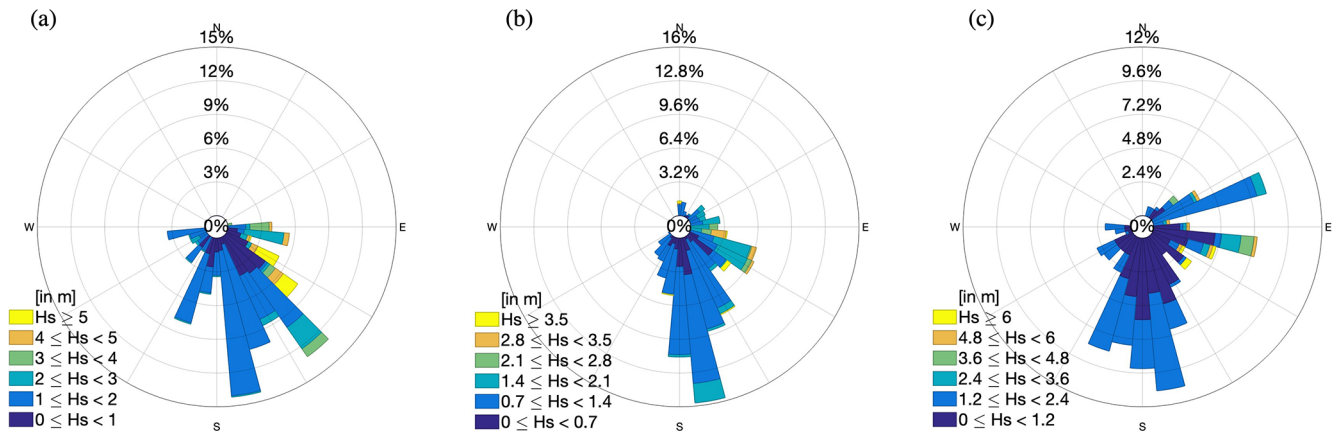 (a)
N
15%
12%
9%
6%
3%
0%
W
E
S
[in m]
Hs ≥ 5
4 ≤ Hs < 5
3 ≤ Hs < 4
2 ≤ Hs < 3
1 ≤ Hs < 2
0 ≤ Hs < 1
(b)
N
16%
12.8%
9.6%
6.4%
3.2%
0%
W
E
S
[in m]
Hs ≥ 3.5
2.8 ≤ Hs < 3.5
2.1 ≤ Hs < 2.8
1.4 ≤ Hs < 2.1
0.7 ≤ Hs < 1.4
0 ≤ Hs < 0.7
(c)
N
12%
9.6%
7.2%
4.8%
2.4%
0%
W
E
S
[in m]
Hs ≥ 6
4.8 ≤ Hs < 6
3.6 ≤ Hs < 4.8
2.4 ≤ Hs < 3.6
1.2 ≤ Hs < 2.4
0 ≤ Hs < 1.2